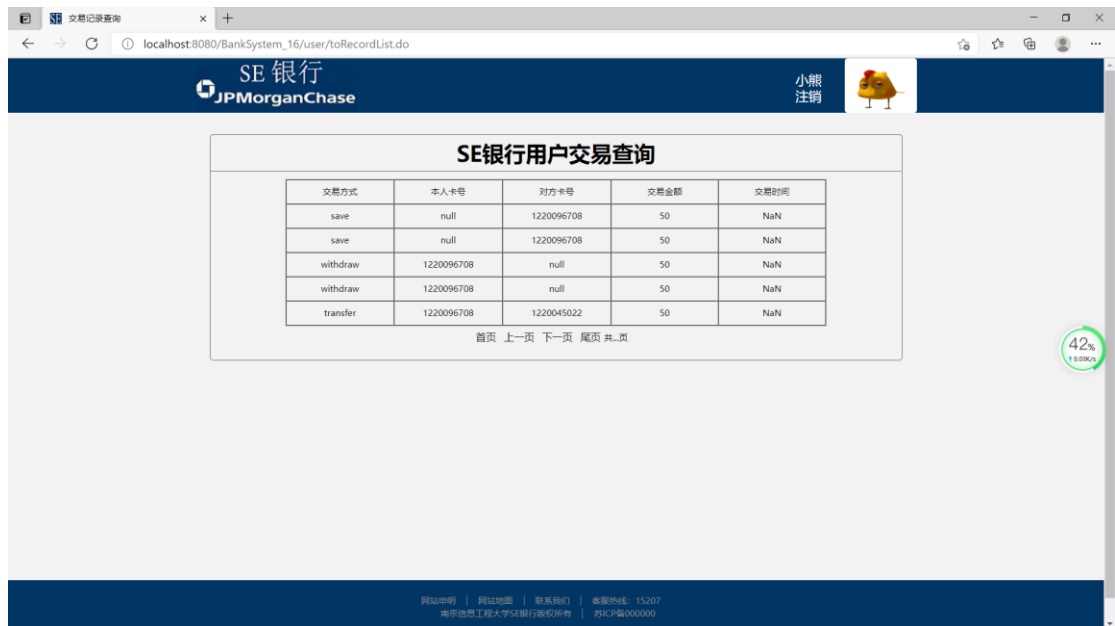 交易记录查询
localhost:8080/BankSystem_16/user/toRecordList.do
SE 银行
JPMorganChase
小熊
注销
SE银行用户交易查询
交易方式 本人卡号 对方卡号 交易金额 交易时间
save null 1220096708 50 NaN
save null 1220096708 50 NaN
withdraw 1220096708 null 50 NaN
withdraw 1220096708 null 50 NaN
transfer 1220096708 1220045022 50 NaN
首页 上一页 下一页 尾页 共...页
42%
↑ 0.03K/s
网站申明 | 网站地图 | 联系我们 | 客服热线：15207
南京信息工程大学SE银行版权所有 | 苏ICP备000000